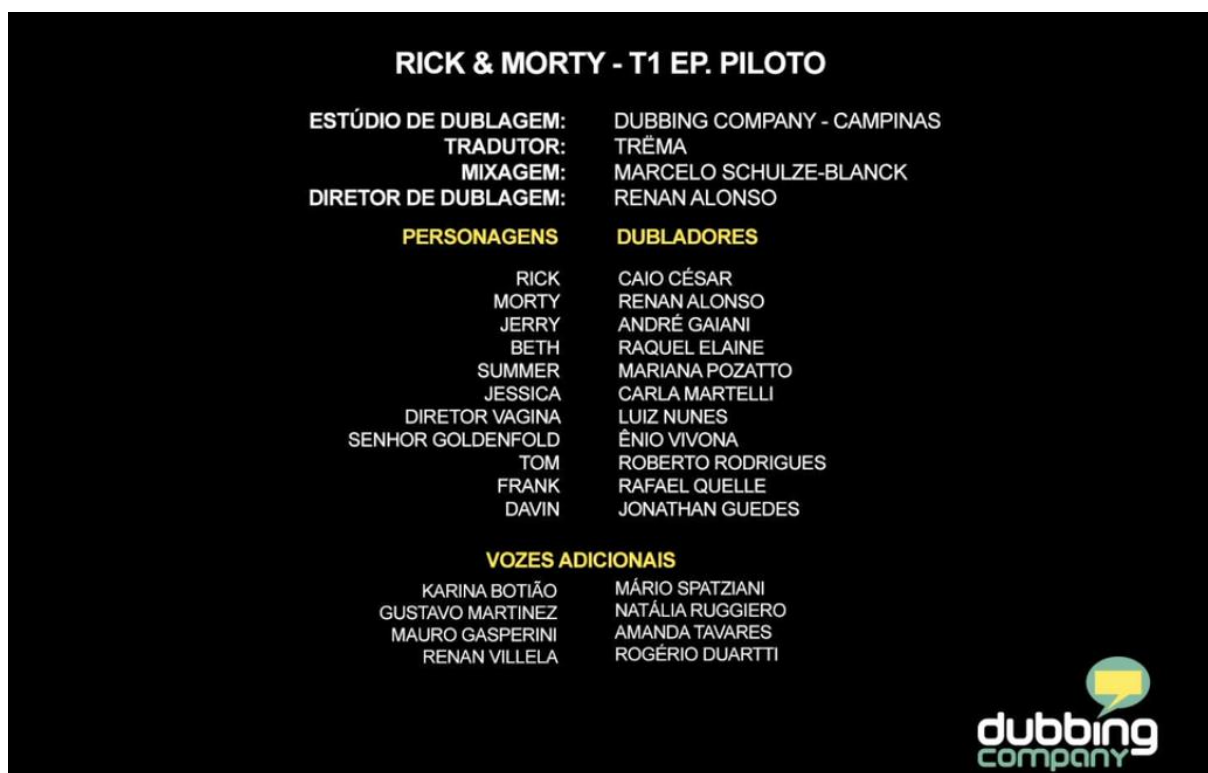 RICK & MORTY - T1 EP. PILOTO
ESTÚDIO DE DUBLAGEM: DUBBING COMPANY - CAMPINAS
TRADUTOR: TRËMA
MIXAGEM: MARCELO SCHULZE-BLANCK
DIRETOR DE DUBLAGEM: RENAN ALONSO
PERSONAGENS DUBLADORES
RICK CAIO CÉSAR
MORTY RENAN ALONSO
JERRY ANDRÉ GAIANI
BETH RAQUEL ELAINE
SUMMER MARIANA POZATTO
JESSICA CARLA MARTELLI
DIRETOR VAGINA LUIZ NUNES
SENHOR GOLDENFOLD ÊNIO VIVONA
TOM ROBERTO RODRIGUES
FRANK RAFAEL QUELLE
DAVIN JONATHAN GUEDES
VOZES ADICIONAIS
KARINA BOTIÃO MÁRIO SPATZIANI
GUSTAVO MARTINEZ NATÁLIA RUGGIERO
MAURO GASPERINI AMANDA TAVARES
RENAN VILLELA ROGÉRIO DUARTTI
dubbing
company